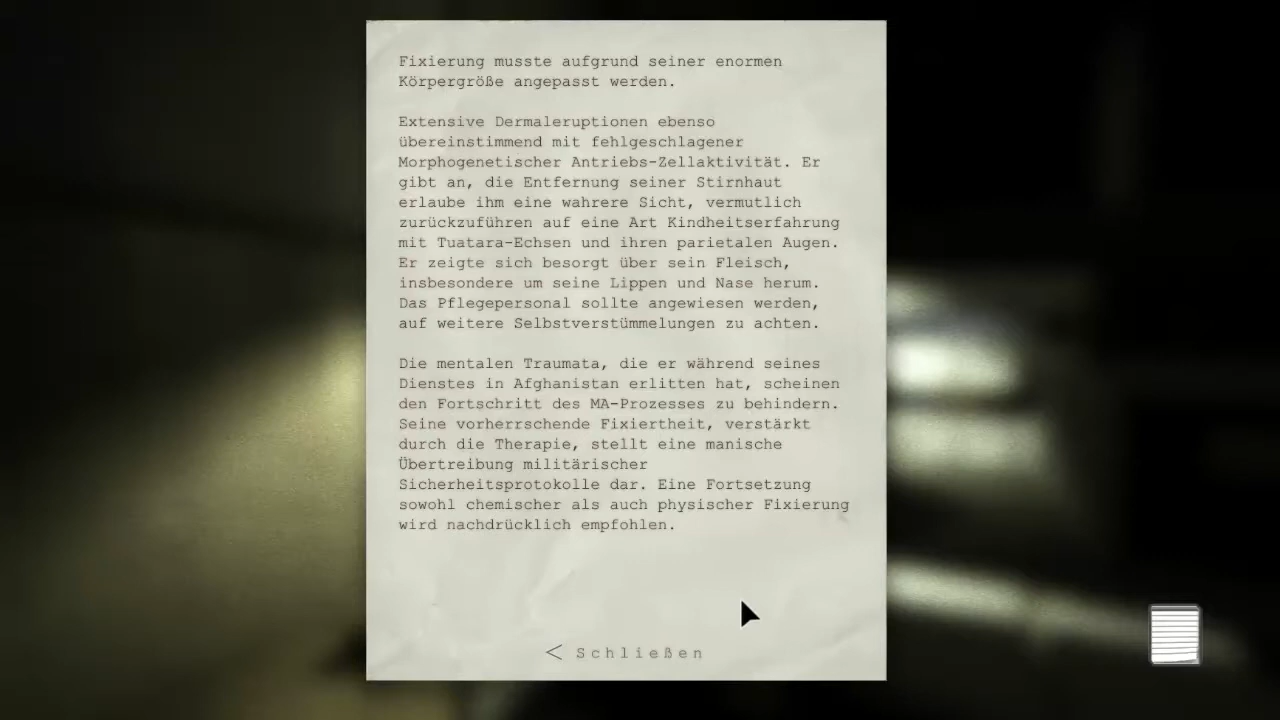 Fixierung musste aufgrund seiner enormen
Körpergröße angepasst werden.
Extensive Dermaleruptionen ebenso
übereinstimmend mit fehlgeschlagener
Morphogenetischer Antriebs-Zellaktivität. Er
gibt an, die Entfernung seiner Stirnhaut
erlaube ihm eine wahrere Sicht, vermutlich
zurückzuführen auf eine Art Kindheitserfahrung
mit Tuatara-Echsen und ihren parietalen Augen.
Er zeigte sich besorgt über sein Fleisch,
insbesondere um seine Lippen und Nase herum.
Das Pflegepersonal sollte angewiesen werden,
auf weitere Selbstverstümmelungen zu achten.
Die mentalen Traumata, die er während seines
Dienstes in Afghanistan erlitten hat, scheinen
den Fortschritt des MA-Prozesses zu behindern.
Seine vorherrschende Fixiertheit, verstärkt
durch die Therapie, stellt eine manische
Übertreibung militärischer
Sicherheitsprotokolle dar. Eine Fortsetzung
sowohl chemischer als auch physischer Fixierung
wird nachdrücklich empfohlen.
< Schließen